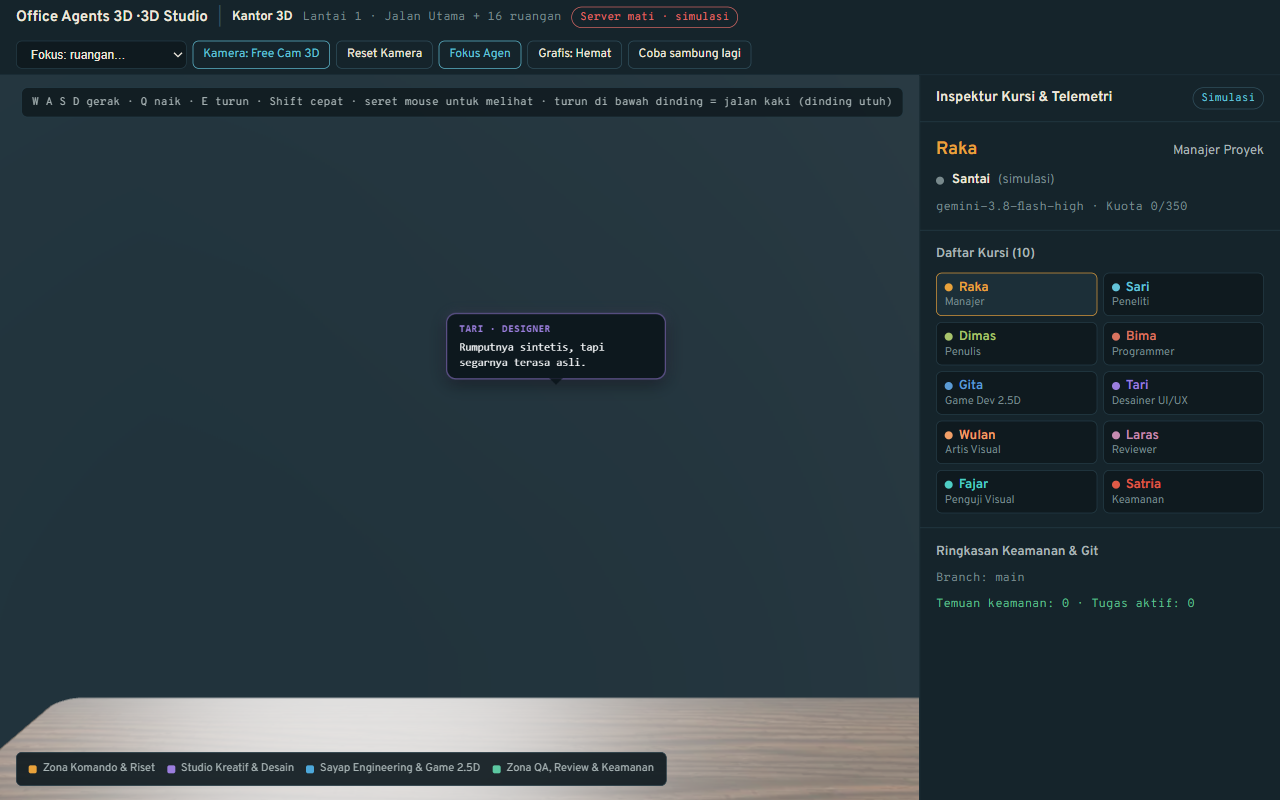 Office Agents 3D ·3D Studio
Kantor 3D
Lantai 1 · Jalan Utama + 16 ruangan
Server mati · simulasi
Fokus: ruangan...
Kamera: Free Cam 3D
Reset Kamera
Fokus Agen
Grafis: Hemat
Coba sambung lagi
W A S D gerak · Q naik · E turun · Shift cepat · seret mouse untuk melihat · turun di bawah dinding = jalan kaki (dinding utuh)
TARI · DESIGNER
Rumputnya sintetis, tapi
segarnya terasa asli.
Zona Komando & Riset
Studio Kreatif & Desain
Sayap Engineering & Game 2.5D
Zona QA, Review & Keamanan
Inspektur Kursi & Telemetri
Simulasi
Raka
Manajer Proyek
Santai (simulasi)
gemini-3.8-flash-high · Kuota 0/350
Daftar Kursi (10)
Raka
Manajer
Sari
Peneliti
Dimas
Penulis
Bima
Programmer
Gita
Game Dev 2.5D
Tari
Desainer UI/UX
Wulan
Artis Visual
Laras
Reviewer
Fajar
Penguji Visual
Satria
Keamanan
Ringkasan Keamanan & Git
Branch: main
Temuan keamanan: 0 · Tugas aktif: 0